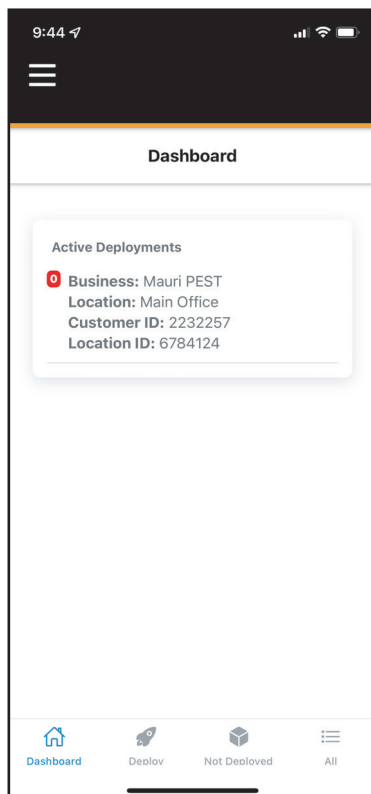 9:44
Dashboard
Active Deployments
0 Business: Mauri PEST
Location: Main Office
Customer ID: 2232257
Location ID: 6784124
Dashboard Deploy Not Deployed All